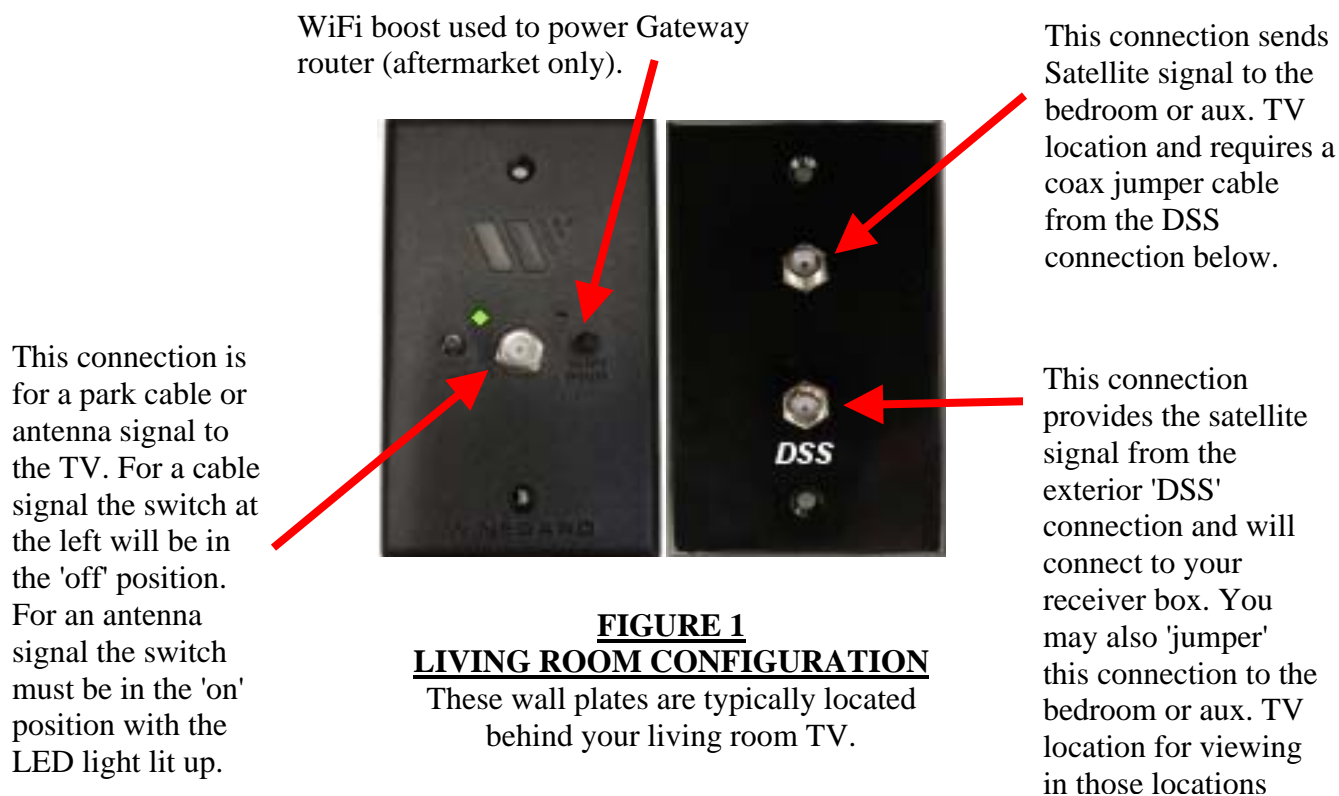 WiFi boost used to power Gateway
router (aftermarket only).
This connection sends
Satellite signal to the
bedroom or aux. TV
location and requires a
coax jumper cable
from the DSS
connection below.
This connection is
for a park cable or
antenna signal to
the TV. For a cable
signal the switch at
the left will be in
the 'off' position.
For an antenna
signal the switch
must be in the 'on'
position with the
LED light lit up.
DSS
WINEGARD
This connection
provides the satellite
signal from the
exterior 'DSS'
connection and will
connect to your
receiver box. You
may also 'jumper'
this connection to the
bedroom or aux. TV
location for viewing
in those locations
FIGURE 1
LIVING ROOM CONFIGURATION
These wall plates are typically located
behind your living room TV.